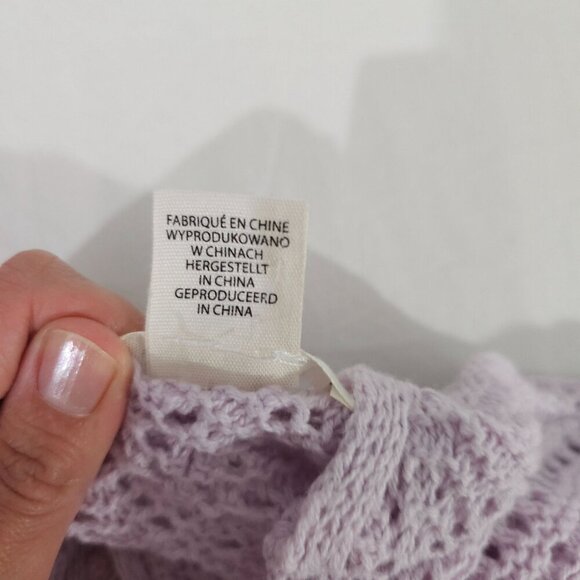 FABRIQUÉ EN CHINE
WYPRODUKOWANO
W CHINACH
HERGESTELLT
IN CHINA
GEPRODUCEERD
IN CHINA